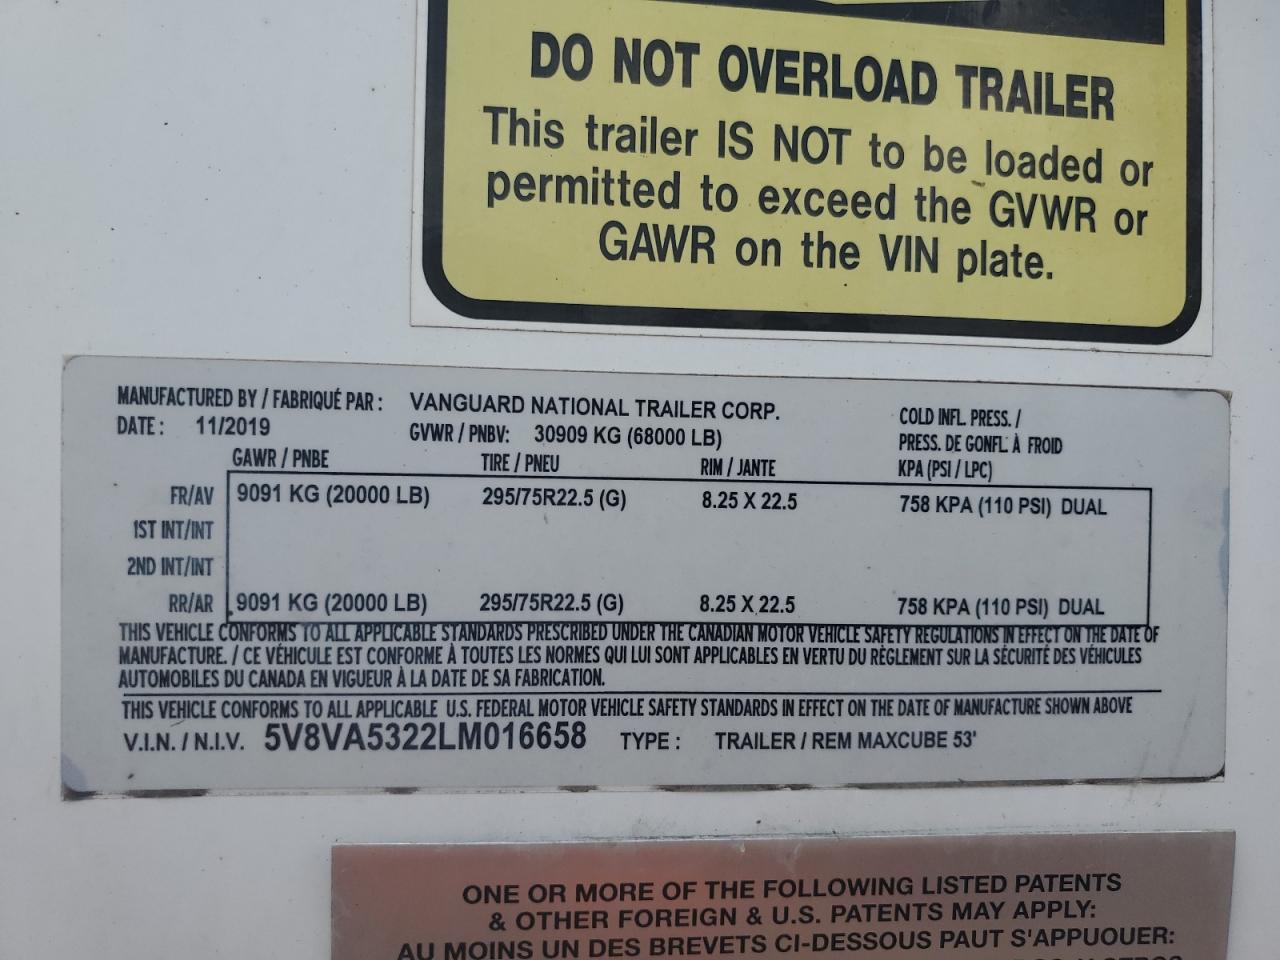 DO NOT OVERLOAD TRAILER
This trailer IS NOT to be loaded or
permitted to exceed the GVWR or
GAWR on the VIN plate.
MANUFACTURED BY / FABRIQUÉ PAR : VANGUARD NATIONAL TRAILER CORP.
DATE : 11/2019 GVWR / PNBV: 30909 KG (68000 LB)
COLD INFL. PRESS. /
PRESS. DE GONFL. À FROID
GAWR / PNBE TIRE / PNEU RIM / JANTE KPA (PSI / LPC)
FR/AV 9091 KG (20000 LB) 295/75R22.5 (G) 8.25 X 22.5 758 KPA (110 PSI) DUAL
1ST INT/INT
2ND INT/INT
RR/AR 9091 KG (20000 LB) 295/75R22.5 (G) 8.25 X 22.5 758 KPA (110 PSI) DUAL
THIS VEHICLE CONFORMS TO ALL APPLICABLE STANDARDS PRESCRIBED UNDER THE CANADIAN MOTOR VEHICLE SAFETY REGULATIONS IN EFFECT ON THE DATE OF
MANUFACTURE. / CE VÉHICULE EST CONFORME À TOUTES LES NORMES QUI LUI SONT APPLICABLES EN VERTU DU RÈGLEMENT SUR LA SÉCURITÉ DES VÉHICULES
AUTOMOBILES DU CANADA EN VIGUEUR À LA DATE DE SA FABRICATION.
THIS VEHICLE CONFORMS TO ALL APPLICABLE U.S. FEDERAL MOTOR VEHICLE SAFETY STANDARDS IN EFFECT ON THE DATE OF MANUFACTURE SHOWN ABOVE
V.I.N. / N.I.V. 5V8VA5322LM016658 TYPE : TRAILER / REM MAXCUBE 53'
ONE OR MORE OF THE FOLLOWING LISTED PATENTS
& OTHER FOREIGN & U.S. PATENTS MAY APPLY:
AU MOINS UN DES BREVETS CI-DESSOUS PAUT S'APPUOUER: